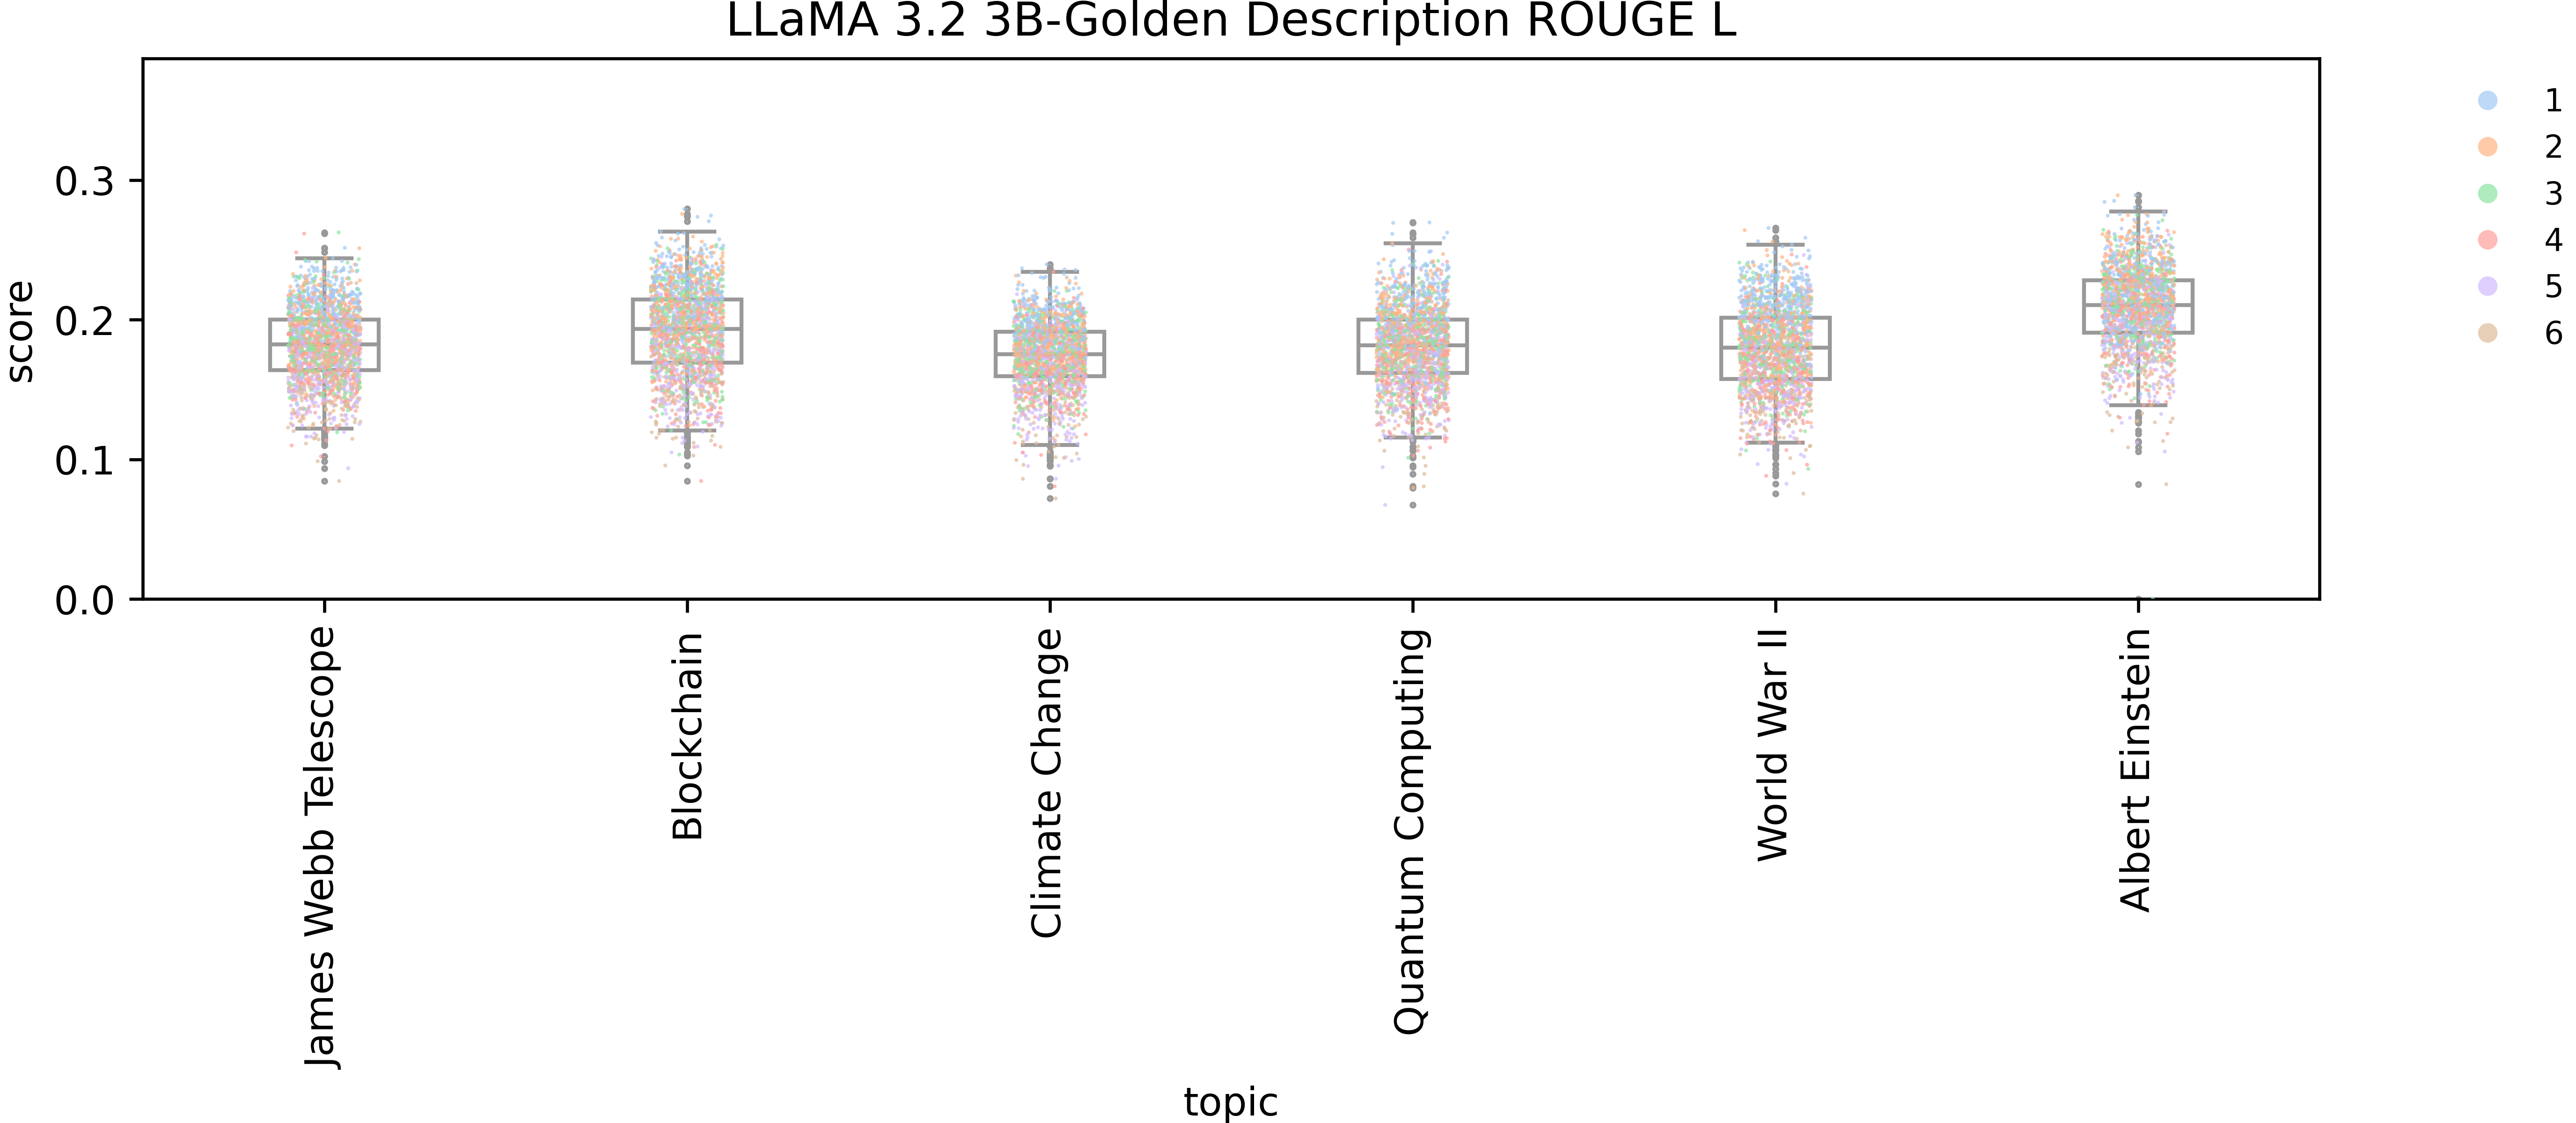 LLaMA 3.2 3B-Golden Description ROUGE L
score
0.3
0.2
0.1
0.0
1
2
3
4
5
6
James Webb Telescope
Blockchain
Climate Change
Quantum Computing
World War II
Albert Einstein
topic